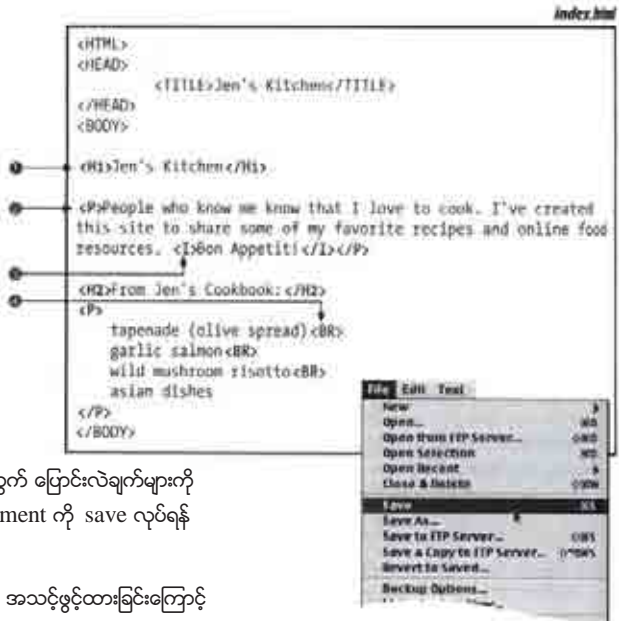 index.html
<HTML>
<HEAD>
<TITLE>Jen's Kitchen</TITLE>
</HEAD>
<BODY>
<H1>Jen's Kitchen</H1>
<P>People who know me know that I love to cook. I've created
this site to share some of my favorite recipes and online food
resources. <I>Bon Appetit!</I></P>
<H2>From Jen's Cookbook:</H2>
<P>
tapenade (olive spread)<BR>
garlic salmon<BR>
wild mushroom risotto<BR>
asian dishes
</P>
</BODY>
File Edit Text
New
Open...
Open from FTP Server...
Open Selection
Open Recent
Close & Delete
Save
Save As...
Save to FTP Server...
Save a Copy to FTP Server...
Revert to Saved...
Backup Options...
ပြောင်းလဲချက်များကို
ကို save လုပ်ရန်
အသင့်ဖွင့်ထားခြင်းကြောင့်